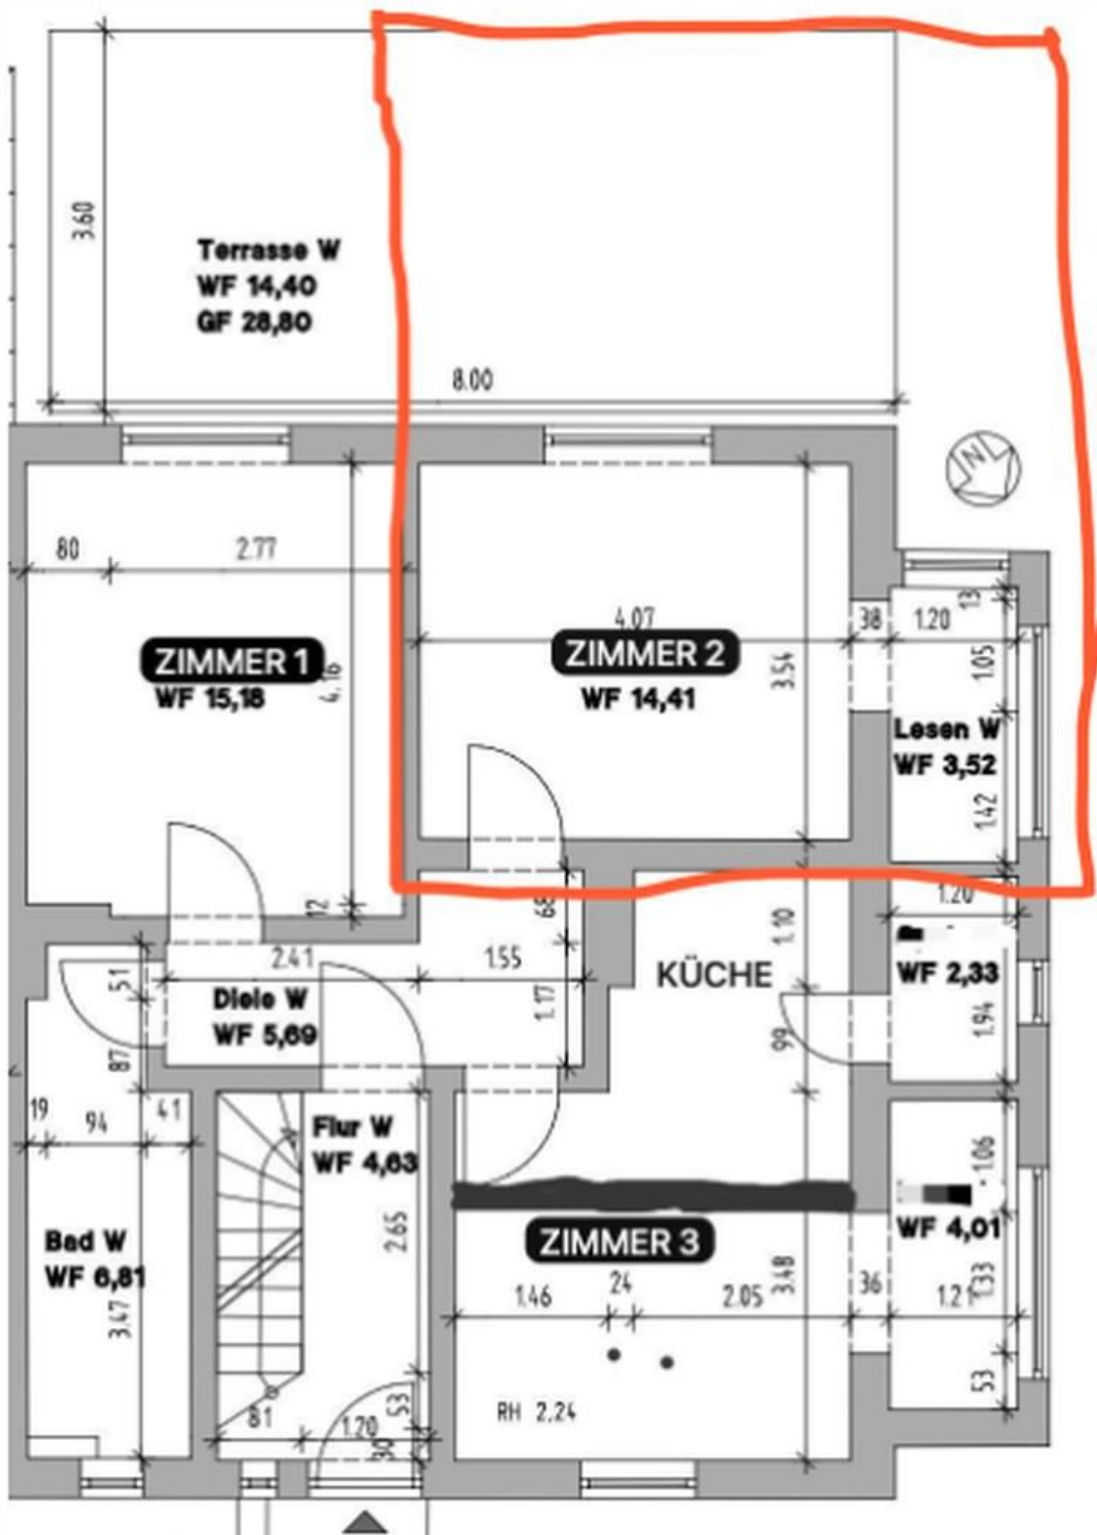 3.60
Terrasse W
WF 14,40
GF 28,80
8.00
N
80
2.77
ZIMMER 1
WF 15,18
4.16
12
4.07
ZIMMER 2
WF 14,41
3.54
38
1.20
13
1.05
Lesen W
WF 3,52
1.42
68
1.20
51
2.41
1.55
1.10
KÜCHE
WF 2,33
Diele W
WF 5,69
1.17
99
1.94
87
19
94
41
Flur W
WF 4,63
1.06
WF 4,01
Bad W
WF 6,81
3.47
2.65
ZIMMER 3
1.46
24
2.05
3.48
36
1.21
1.33
53
RH 2.24
81
1.20
53
30